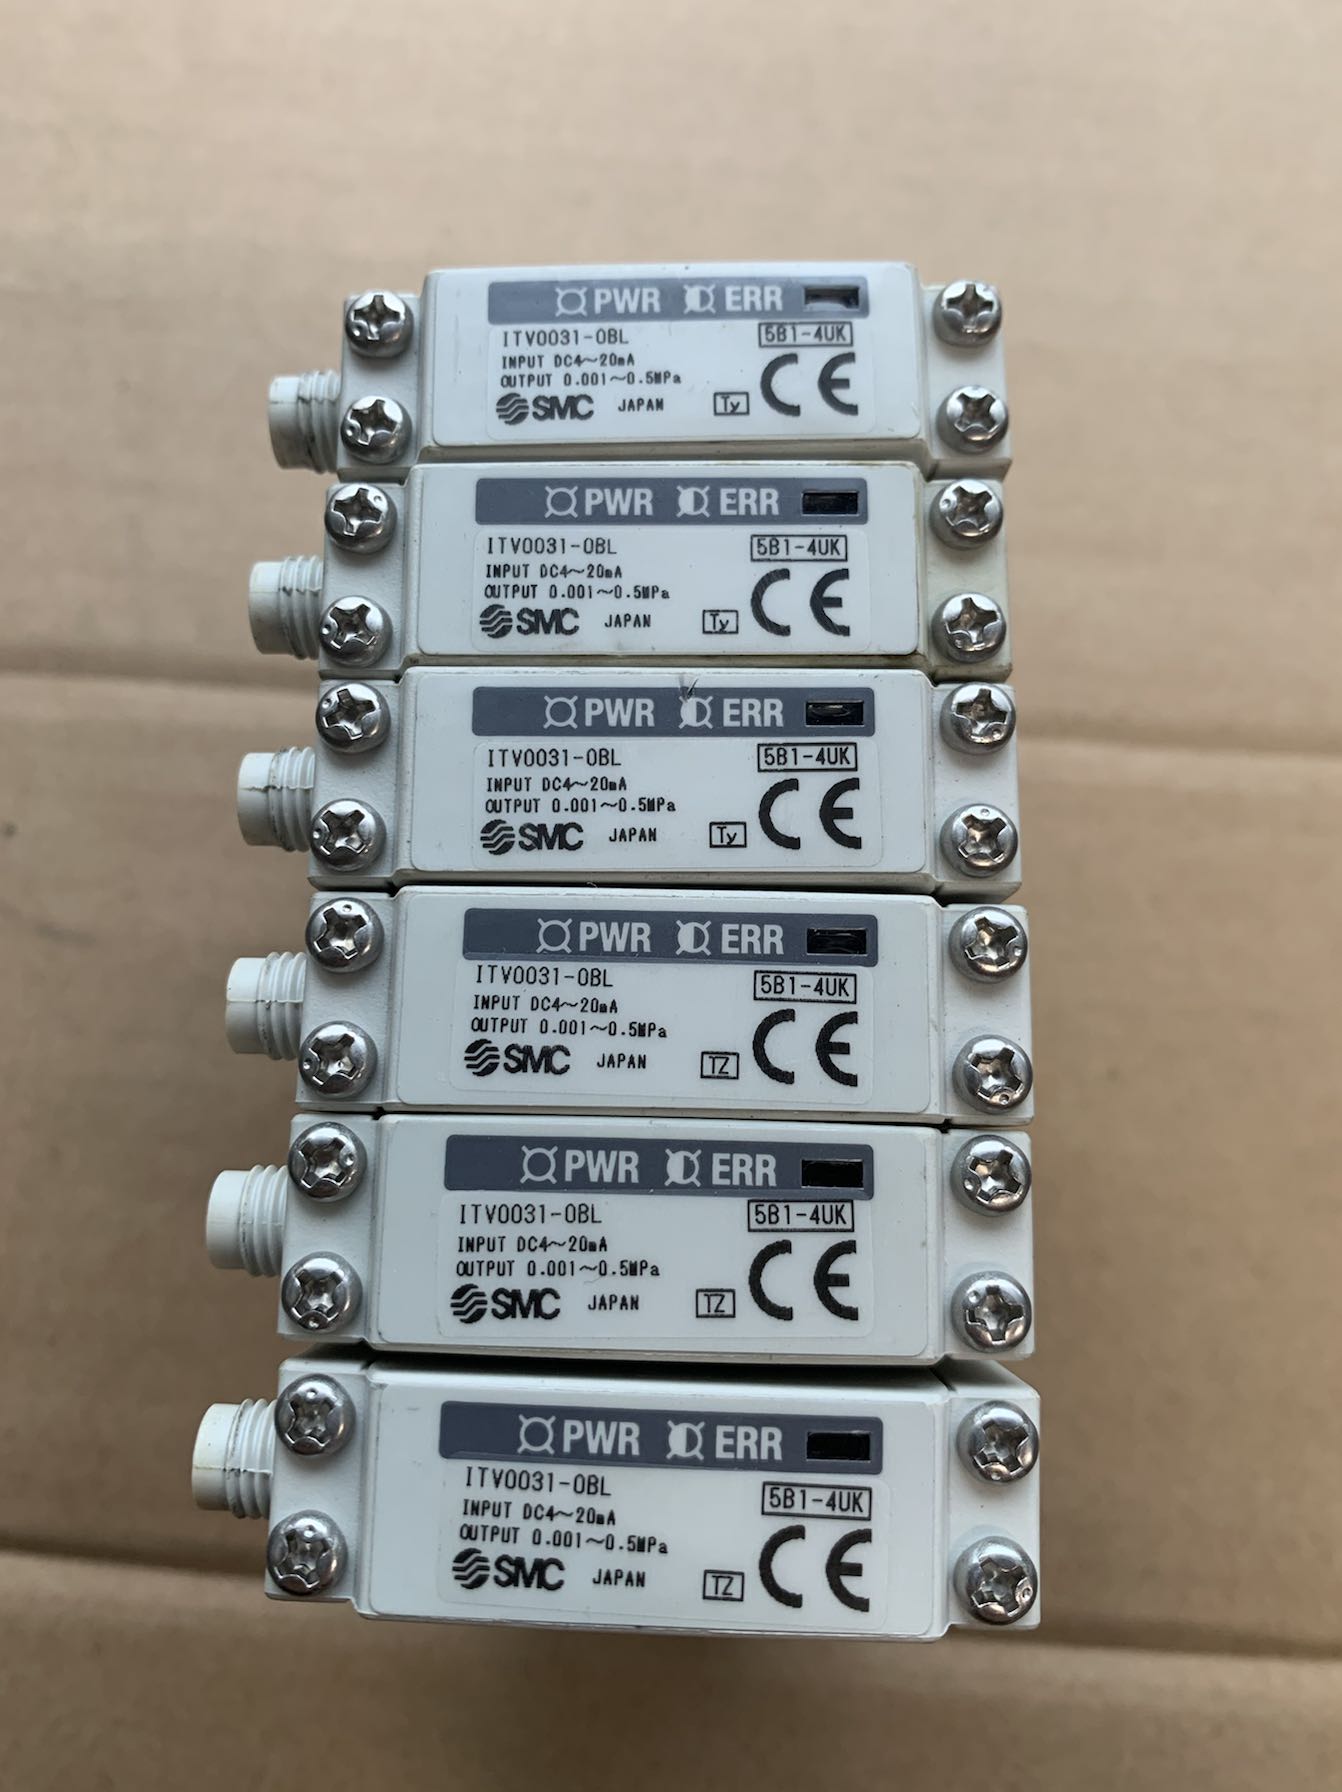 PWR ERR
ITV0031-0BL 5B1-4UK
INPUT DC4~20mA
OUTPUT 0.001~0.5MPa
SMC JAPAN Ty CE
PWR ERR
ITV0031-0BL 5B1-4UK
INPUT DC4~20mA
OUTPUT 0.001~0.5MPa
SMC JAPAN Ty CE
PWR ERR
ITV0031-0BL 5B1-4UK
INPUT DC4~20mA
OUTPUT 0.001~0.5MPa
SMC JAPAN Ty CE
PWR ERR
ITV0031-0BL 5B1-4UK
INPUT DC4~20mA
OUTPUT 0.001~0.5MPa
SMC JAPAN TZ CE
PWR ERR
ITV0031-0BL 5B1-4UK
INPUT DC4~20mA
OUTPUT 0.001~0.5MPa
SMC JAPAN TZ CE
PWR ERR
ITV0031-0BL 5B1-4UK
INPUT DC4~20mA
OUTPUT 0.001~0.5MPa
SMC JAPAN TZ CE